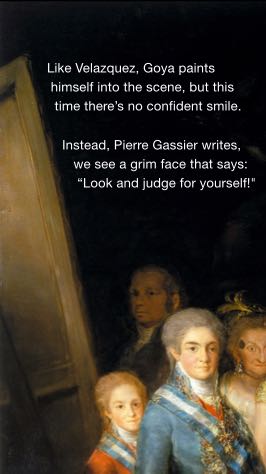 Like Velazquez, Goya paints
himself into the scene, but this
time there’s no confident smile.
Instead, Pierre Gassier writes,
we see a grim face that says:
“Look and judge for yourself!"